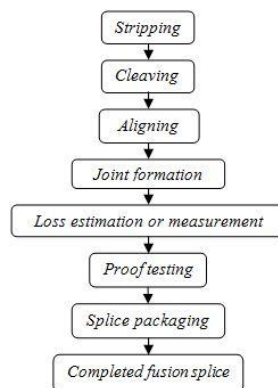 Stripping
Cleaving
Aligning
Joint formation
Loss estimation or measurement
Proof testing
Splice packaging
Completed fusion splice